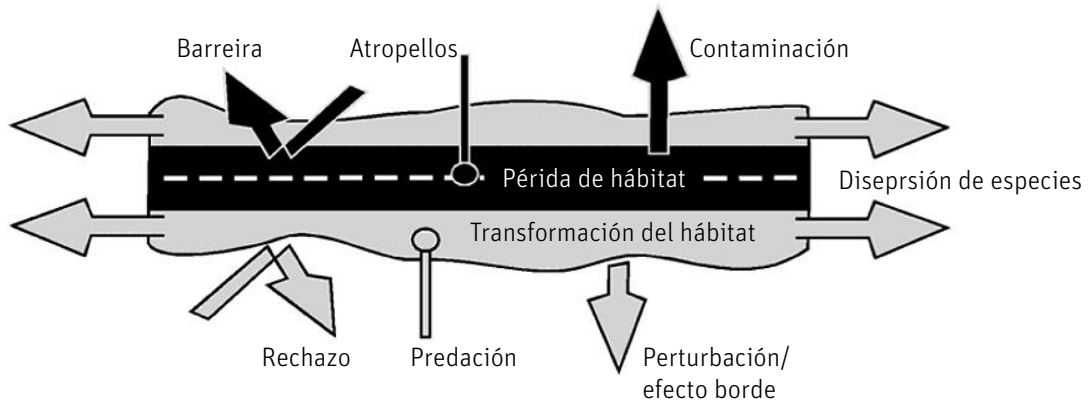 Barreira
Atropellos
Contaminación
Périda de hábitat
Diseprsión de especies
Transformación del hábitat
Rechazo
Predación
Perturbación/
efecto borde